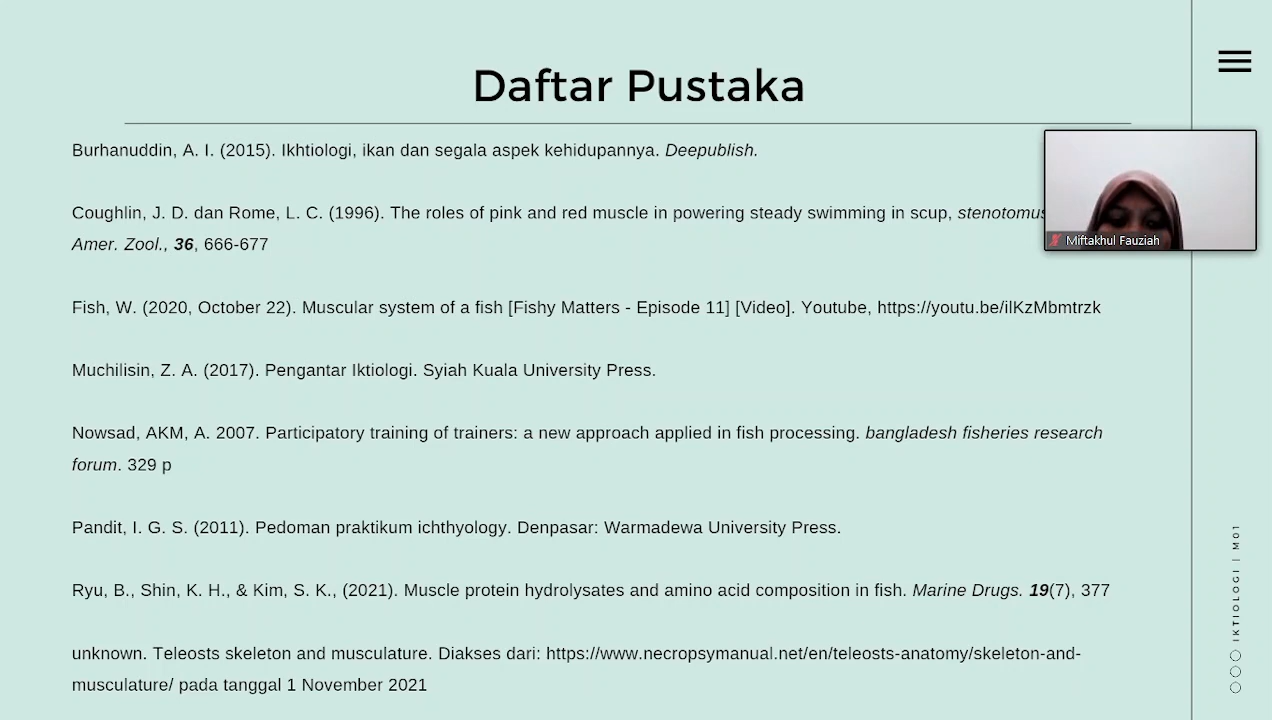 Daftar Pustaka
Burhanuddin, A. I. (2015). Ikhtiologi, ikan dan segala aspek kehidupannya. Deepublish.
Coughlin, J. D. dan Rome, L. C. (1996). The roles of pink and red muscle in powering steady swimming in scup, stenotomus
Amer. Zool., 36, 666-677
Fish, W. (2020, October 22). Muscular system of a fish [Fishy Matters - Episode 11] [Video]. Youtube, https://youtu.be/ilKzMbmtrzk
Muchilisin, Z. A. (2017). Pengantar Iktiologi. Syiah Kuala University Press.
Nowsad, AKM, A. 2007. Participatory training of trainers: a new approach applied in fish processing. bangladesh fisheries research
forum. 329 p
Pandit, I. G. S. (2011). Pedoman praktikum ichthyology. Denpasar: Warmadewa University Press.
Ryu, B., Shin, K. H., & Kim, S. K., (2021). Muscle protein hydrolysates and amino acid composition in fish. Marine Drugs. 19(7), 377
unknown. Teleosts skeleton and musculature. Diakses dari: https://www.necropsymanual.net/en/teleosts-anatomy/skeleton-and-
musculature/ pada tanggal 1 November 2021
Miftakhul Fauziah
IKTIOLOGI | M01